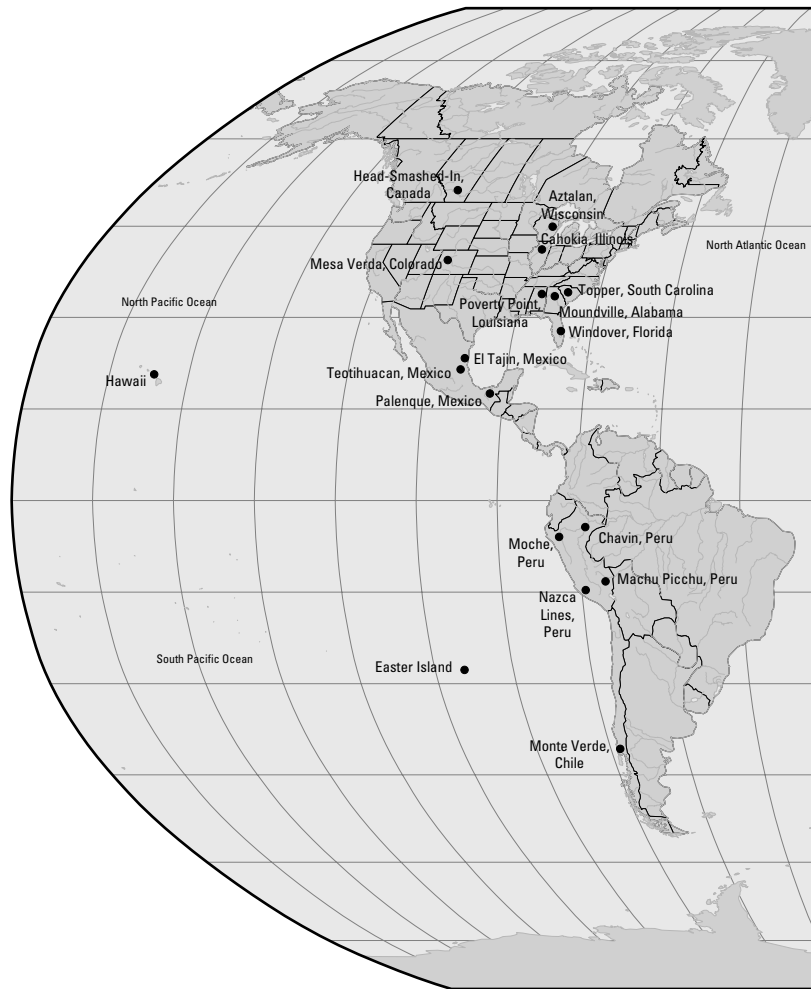 Head-Smashed-In,
Canada
Aztalan,
Wisconsin
Cahokia, Illinois
North Atlantic Ocean
Mesa Verda, Colorado
Topper, South Carolina
North Pacific Ocean
Poverty Point,
Louisiana
Moundville, Alabama
Windover, Florida
El Tajin, Mexico
Teotihuacan, Mexico
Hawaii
Palenque, Mexico
Chavin, Peru
Moche,
Peru
Machu Picchu, Peru
Nazca
Lines,
Peru
South Pacific Ocean
Easter Island
Monte Verde,
Chile